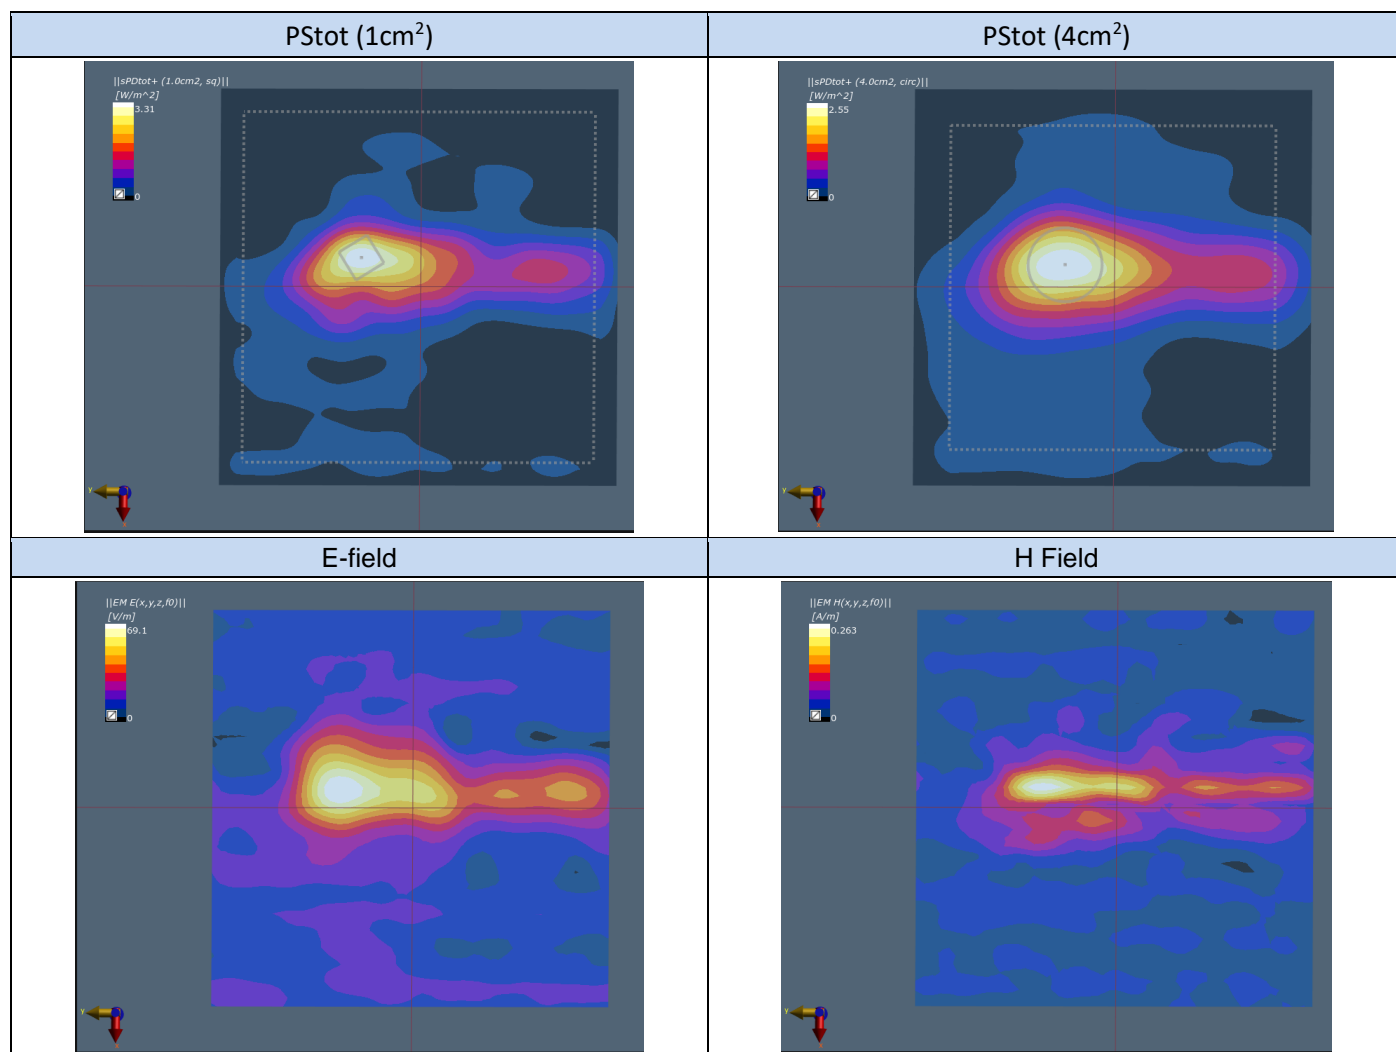 PStot (1cm²)
PStot (4cm²)
||sPDtot+ (1.0cm2, sq)||
[W/m^2]
3.31
0
y
||sPDtot+ (4.0cm2, circ)||
[W/m^2]
2.55
0
y
E-field
H Field
||EM E(x,y,z,f0)||
[V/m]
69.1
0
y
||EM H(x,y,z,f0)||
[A/m]
0.263
0
y